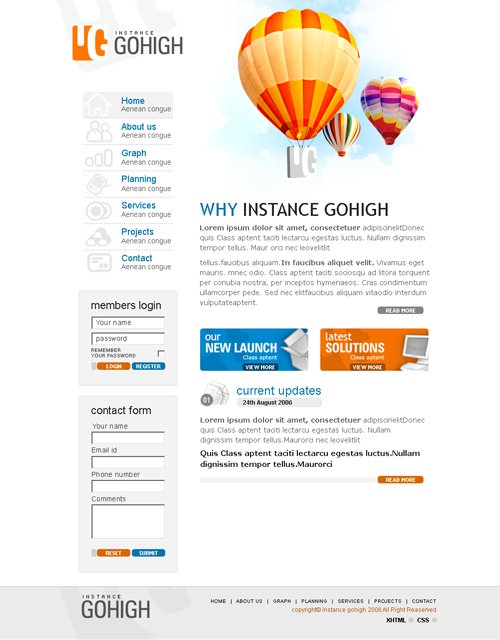 INSTANCE
GOHIGH
Home
Aenean congue
About us
Aenean congue
Graph
Aenean congue
Planning
Aenean congue
Services
Aenean congue
Projects
Aenean congue
Contact
Aenean congue
members login
Your name
password
REMEMBER
YOUR PASSWORD
LOGIN
REGISTER
contact form
Your name
Email id
Phone number
Comments
RESET
SUBMIT
WHY INSTANCE GOHIGH
Lorem ipsum dolor sit amet, consectetuer adipiscinelitDonec
quis Class aptent taciti lectarcu egestas luctus. Nullam dignissim
tempor tellus. Maur orci nec leovelitlit
tellus.faucibus aliquam.In faucibus aliquet velit. Vivamus eget
mauris. mnec odio. Class aptent taciti sociosqu ad litora torquent
per conubia nostra, per inceptos hymenaeos. Cras condimentum
ullamcorper pede. Sed nec elitfaucibus aliquam vitaodio interdum
vulputateaptent.
READ MORE
our
NEW LAUNCH
Class aptent
VIEW MORE
latest
SOLUTIONS
Class aptent
VIEW MORE
01
current updates
24th August 2006
Lorem ipsum dolor sit amet, consectetuer adipiscinelitDonec
quis Class aptent taciti lectarcu egestas luctus. Nullam
dignissim tempor tellus.Maurorci nec leovelitlit
Quis Class aptent taciti lectarcu egestas luctus.Nullam
dignissim tempor tellus.Maurorci
READ MORE
INSTANCE
GOHIGH
HOME | ABOUT US | GRAPH | PLANNING | SERVICES | PROJECTS | CONTACT
copyright© instance gohigh 2006 All Right Reaserved
XHTML CSS